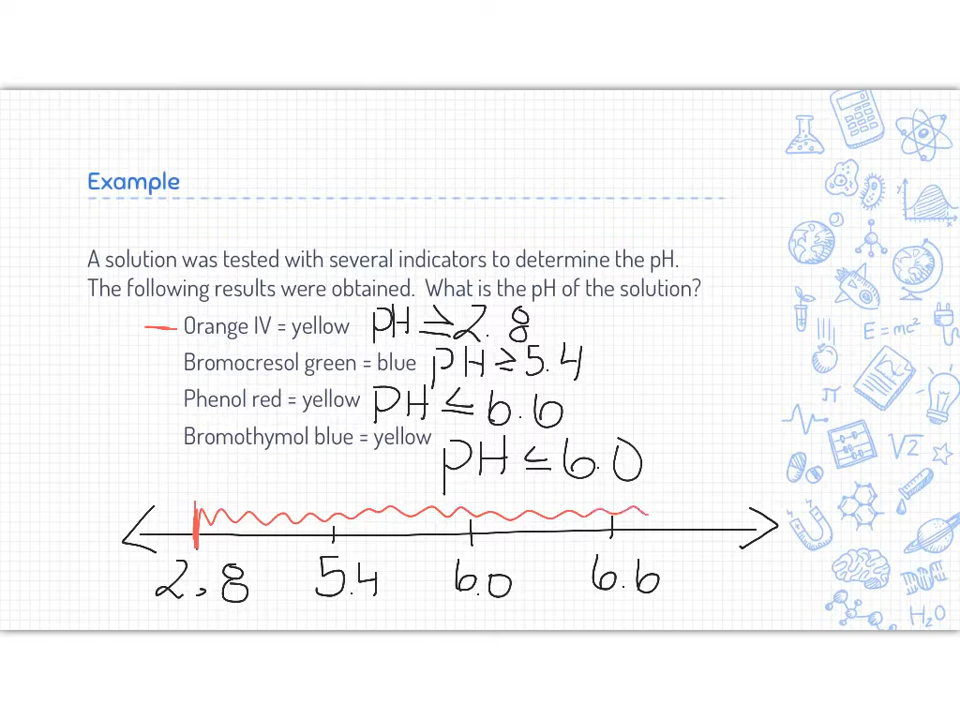 Example
A solution was tested with several indicators to determine the pH.
The following results were obtained. What is the pH of the solution?
Orange IV = yellow pH ≥ 2.8
Bromocresol green = blue pH ≥ 5.4
Phenol red = yellow pH ≤ 6.6
Bromothymol blue = yellow pH ≤ 6.0
2.8 5.4 6.0 6.6
E=mc²
π
√2
H₂O
y
x